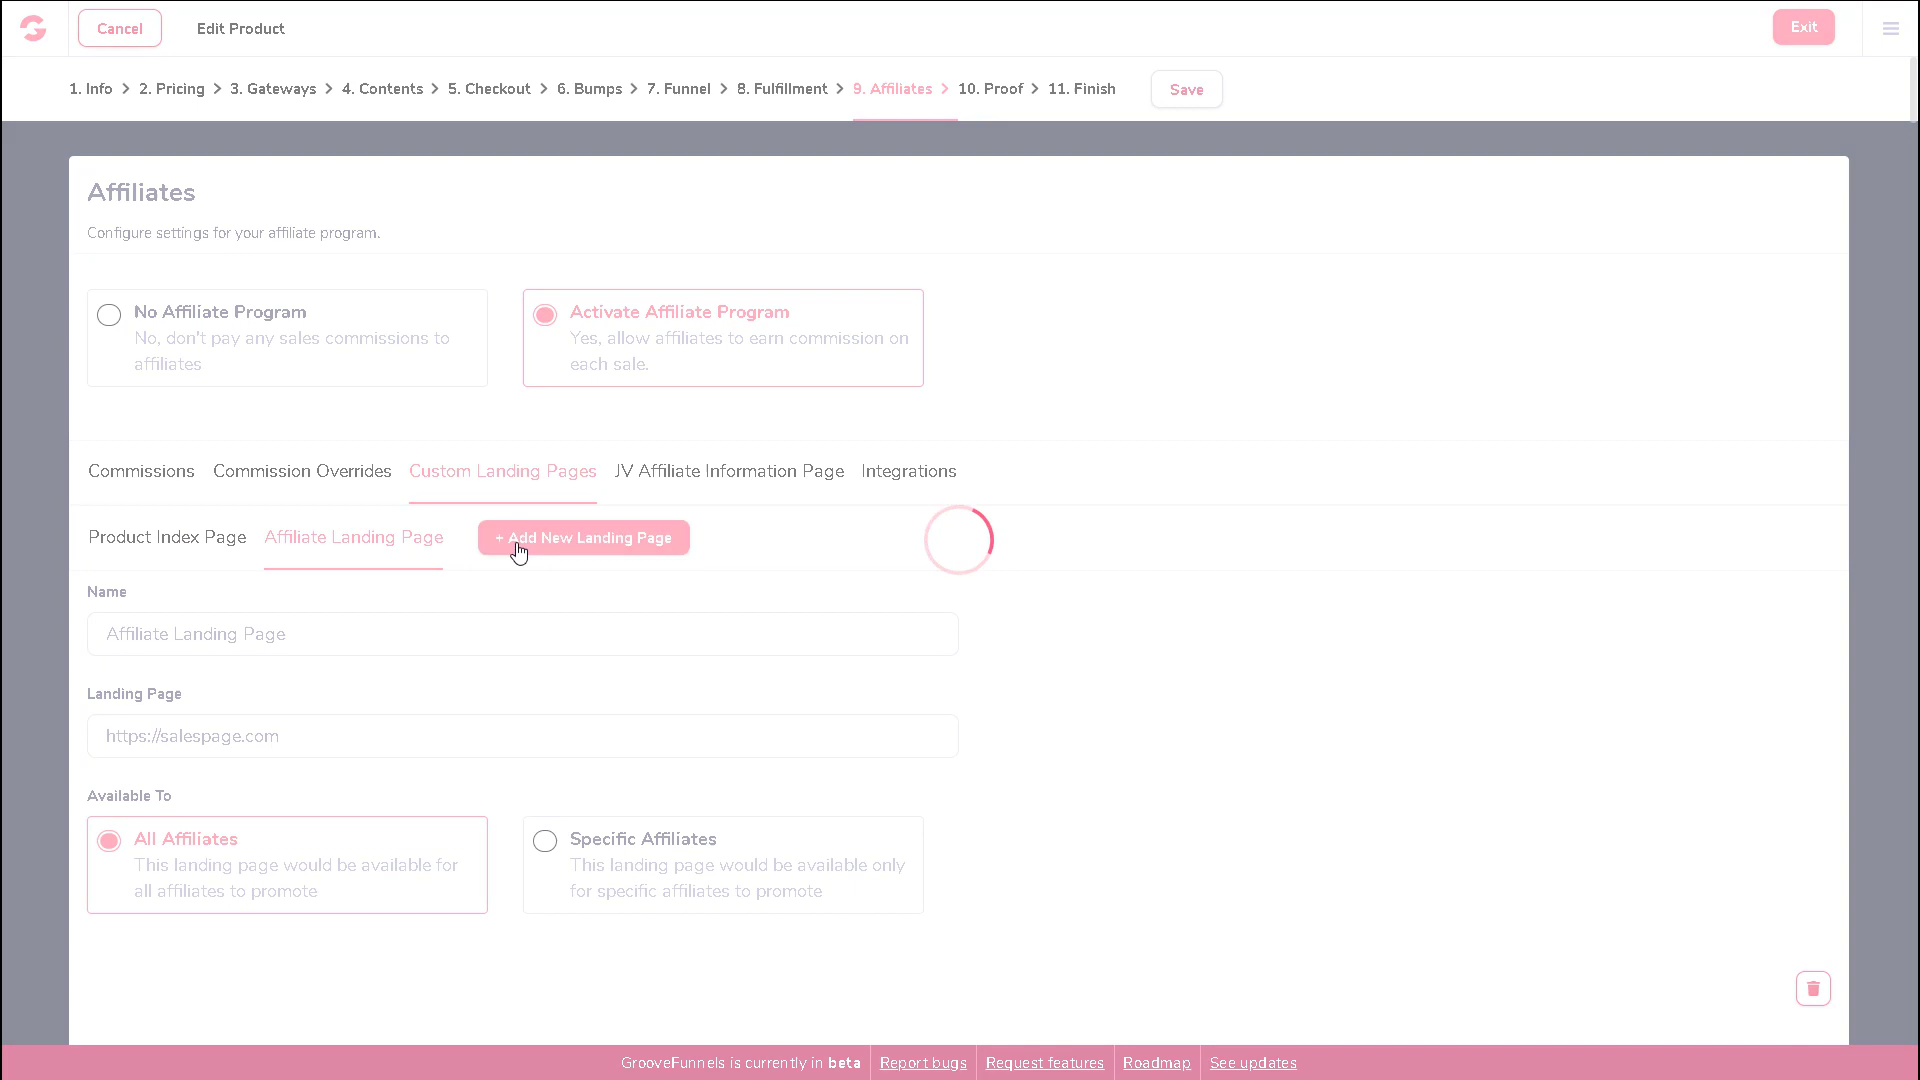 Cancel
Edit Product
Exit
1. Info
2. Pricing
3. Gateways
4. Contents
5. Checkout
6. Bumps
7. Funnel
8. Fulfillment
9. Affiliates
10. Proof
11. Finish
Save
Affiliates
Configure settings for your affiliate program.
No Affiliate Program
No, don't pay any sales commissions to
affiliates
Activate Affiliate Program
Yes, allow affiliates to earn commission on
each sale.
Commissions
Commission Overrides
Custom Landing Pages
JV Affiliate Information Page
Integrations
Product Index Page
Affiliate Landing Page
+ Add New Landing Page
Name
Affiliate Landing Page
Landing Page
https://salespage.com
Available To
All Affiliates
This landing page would be available for
all affiliates to promote
Specific Affiliates
This landing page would be available only
for specific affiliates to promote
GrooveFunnels is currently in beta
Report bugs
Request features
Roadmap
See updates